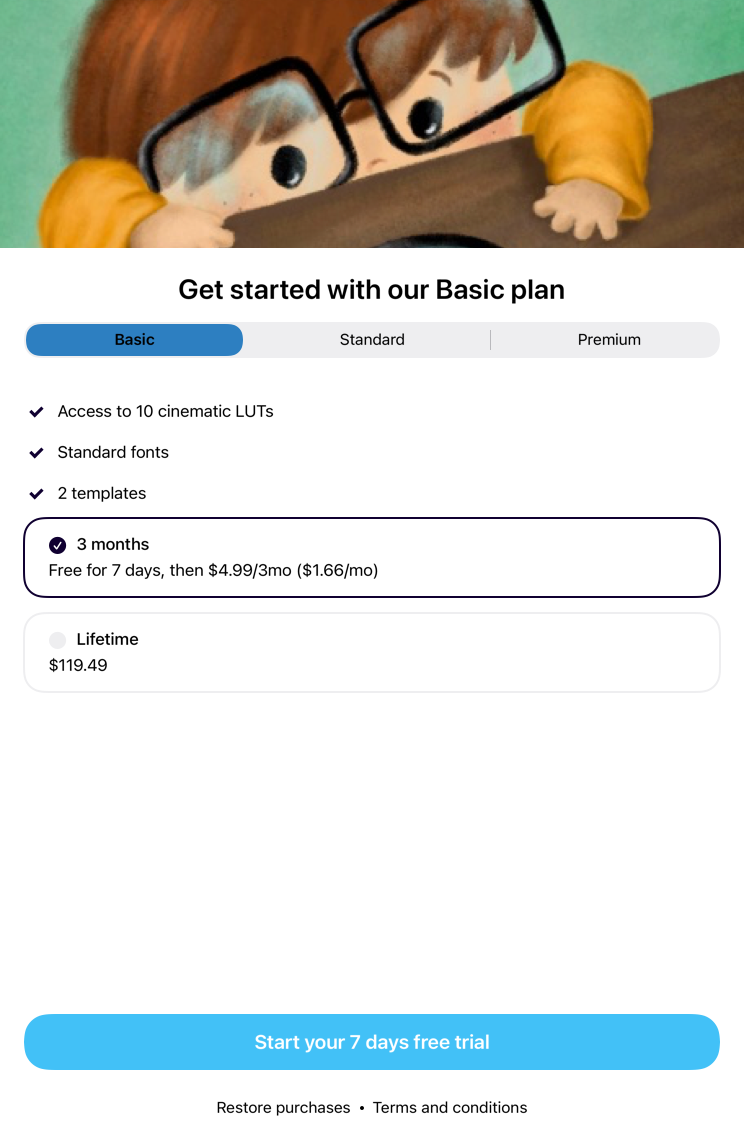 Get started with our Basic plan
Basic
Standard
Premium
Access to 10 cinematic LUTs
Standard fonts
2 templates
3 months
Free for 7 days, then $4.99/3mo ($1.66/mo)
Lifetime
$119.49
Start your 7 days free trial
Restore purchases • Terms and conditions